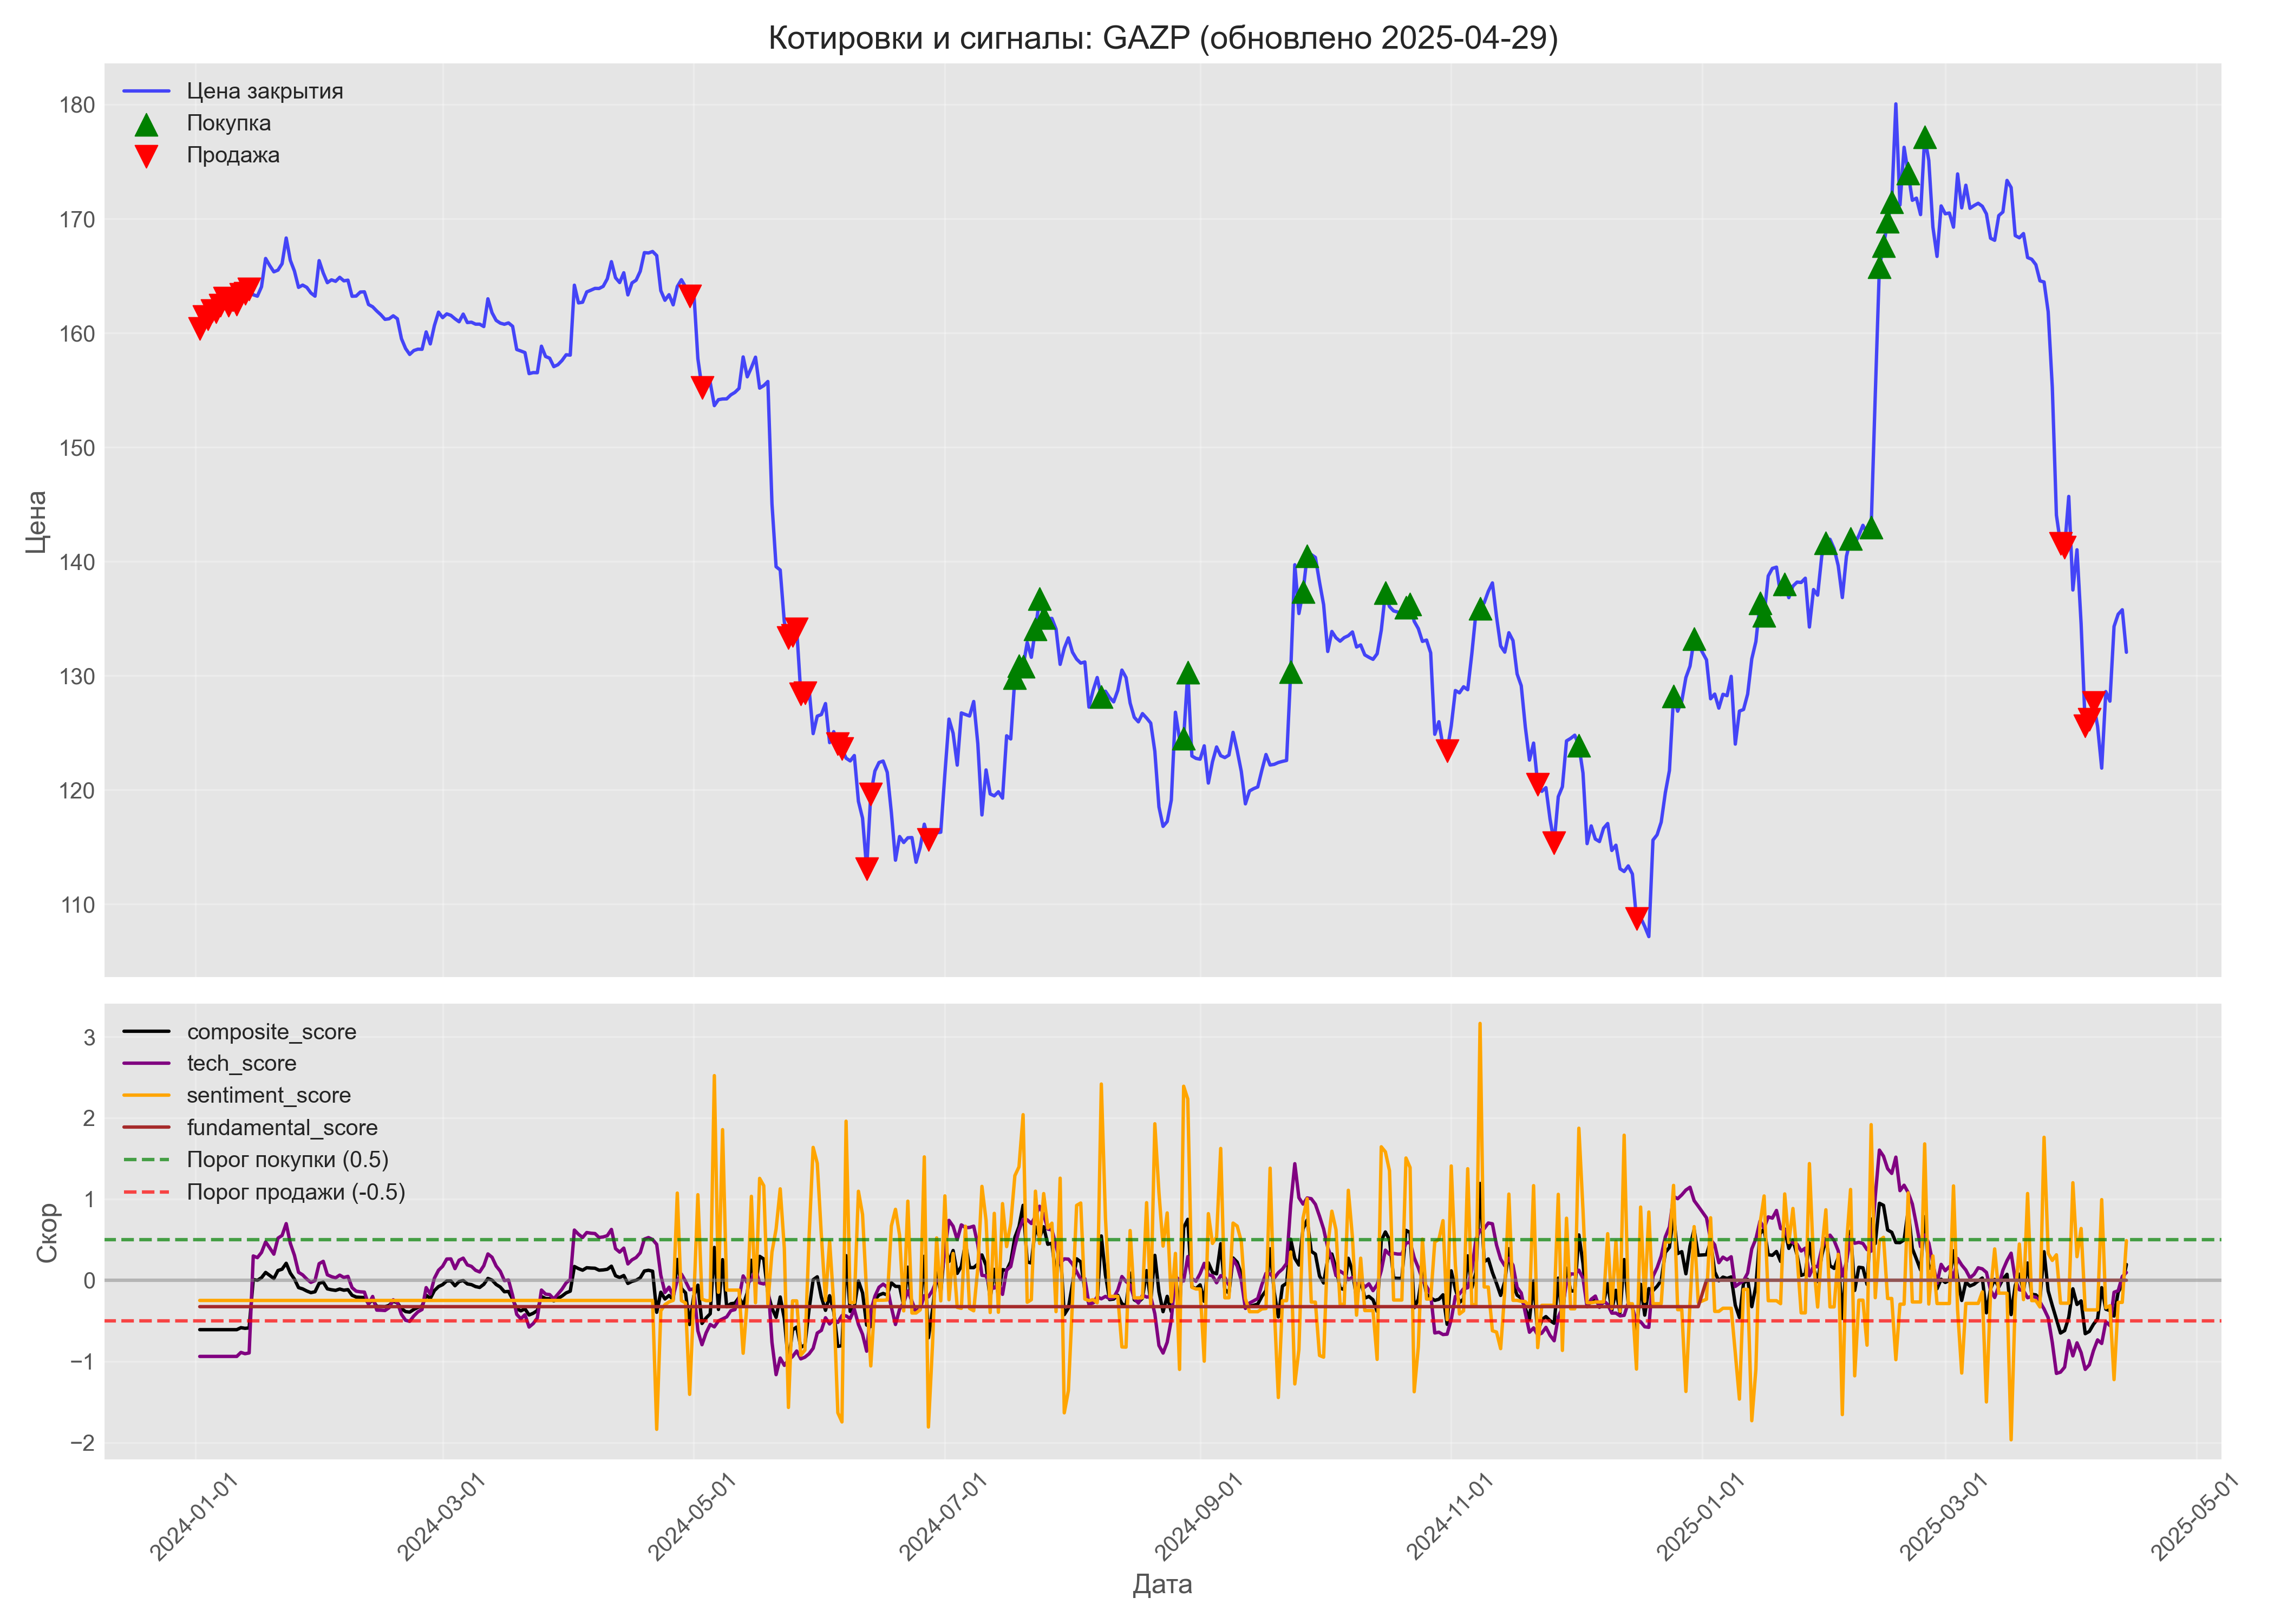 Котировки и сигналы: GAZP (обновлено 2025-04-29)
Цена закрытия
Покупка
Продажа
180
170
160
150
140
130
120
110
Цена
composite_score
tech_score
sentiment_score
fundamental_score
Порог покупки (0.5)
Порог продажи (-0.5)
3
2
1
0
−1
−2
Скор
2024-01-01
2024-03-01
2024-05-01
2024-07-01
2024-09-01
2024-11-01
2025-01-01
2025-03-01
2025-05-01
Дата